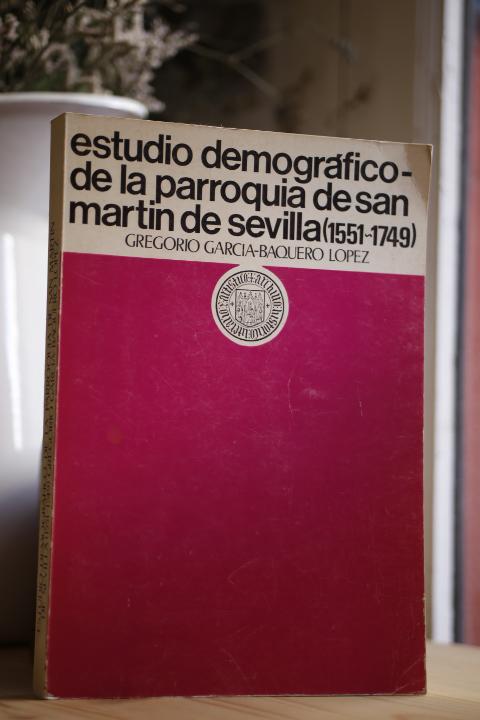 estudio demográfico-
de la parroquia de san
martin de sevilla (1551-1749)
GREGORIO GARCIA-BAQUERO LOPEZ